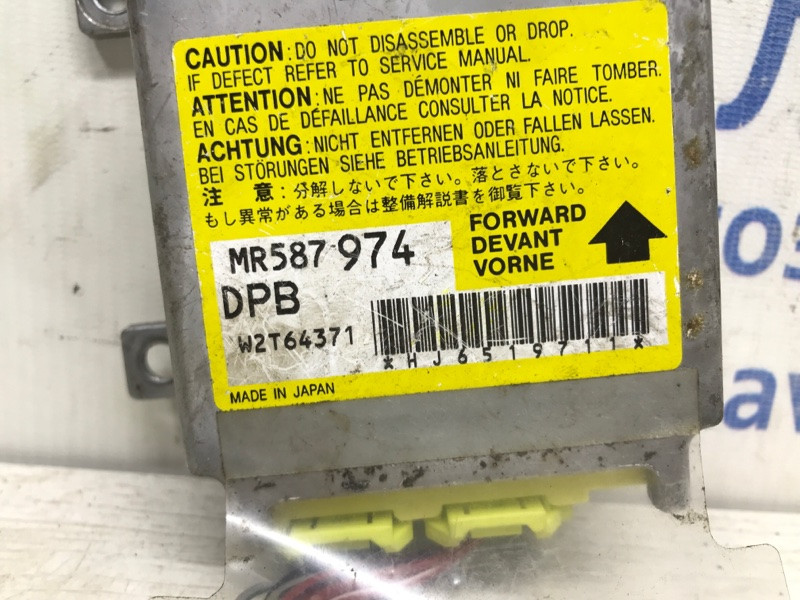 CAUTION : DO NOT DISASSEMBLE OR DROP.
IF DEFECT REFER TO SERVICE MANUAL.
ATTENTION : NE PAS DÉMONTER NI FAIRE TOMBER.
EN CAS DE DÉFAILLANCE CONSULTER LA NOTICE.
ACHTUNG : NICHT ENTFERNEN ODER FALLEN LASSEN.
BEI STÖRUNGEN SIEHE BETRIEBSANLEITUNG.
注 意 : 分解しないで下さい。落とさないで下さい。
もし異常がある場合は整備解説書を御覧下さい。
FORWARD
DEVANT
VORNE
MR587 974
DPB
W2T64371
*HJ6519711*
MADE IN JAPAN